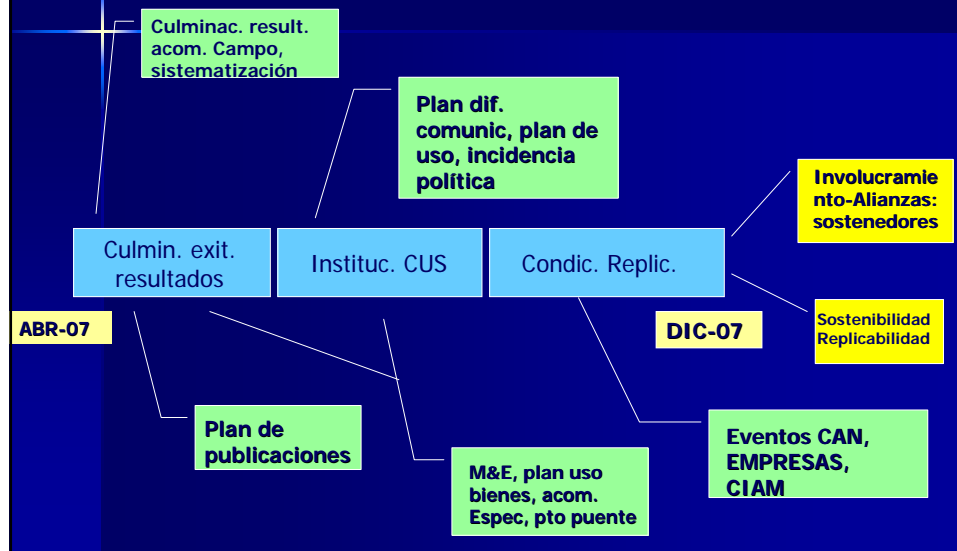 Culminac. result.
acom. Campo,
sistematización
Plan dif.
comunic, plan de
uso, incidencia
política
Involucramie
nto-Alianzas:
sostenedores
Culmin. exit.
resultados
Instituc. CUS
Condic. Replic.
ABR-07
DIC-07
Sostenibilidad
Replicabilidad
Plan de
publicaciones
M&E, plan uso
bienes, acom.
Espec, pto puente
Eventos CAN,
EMPRESAS,
CIAM